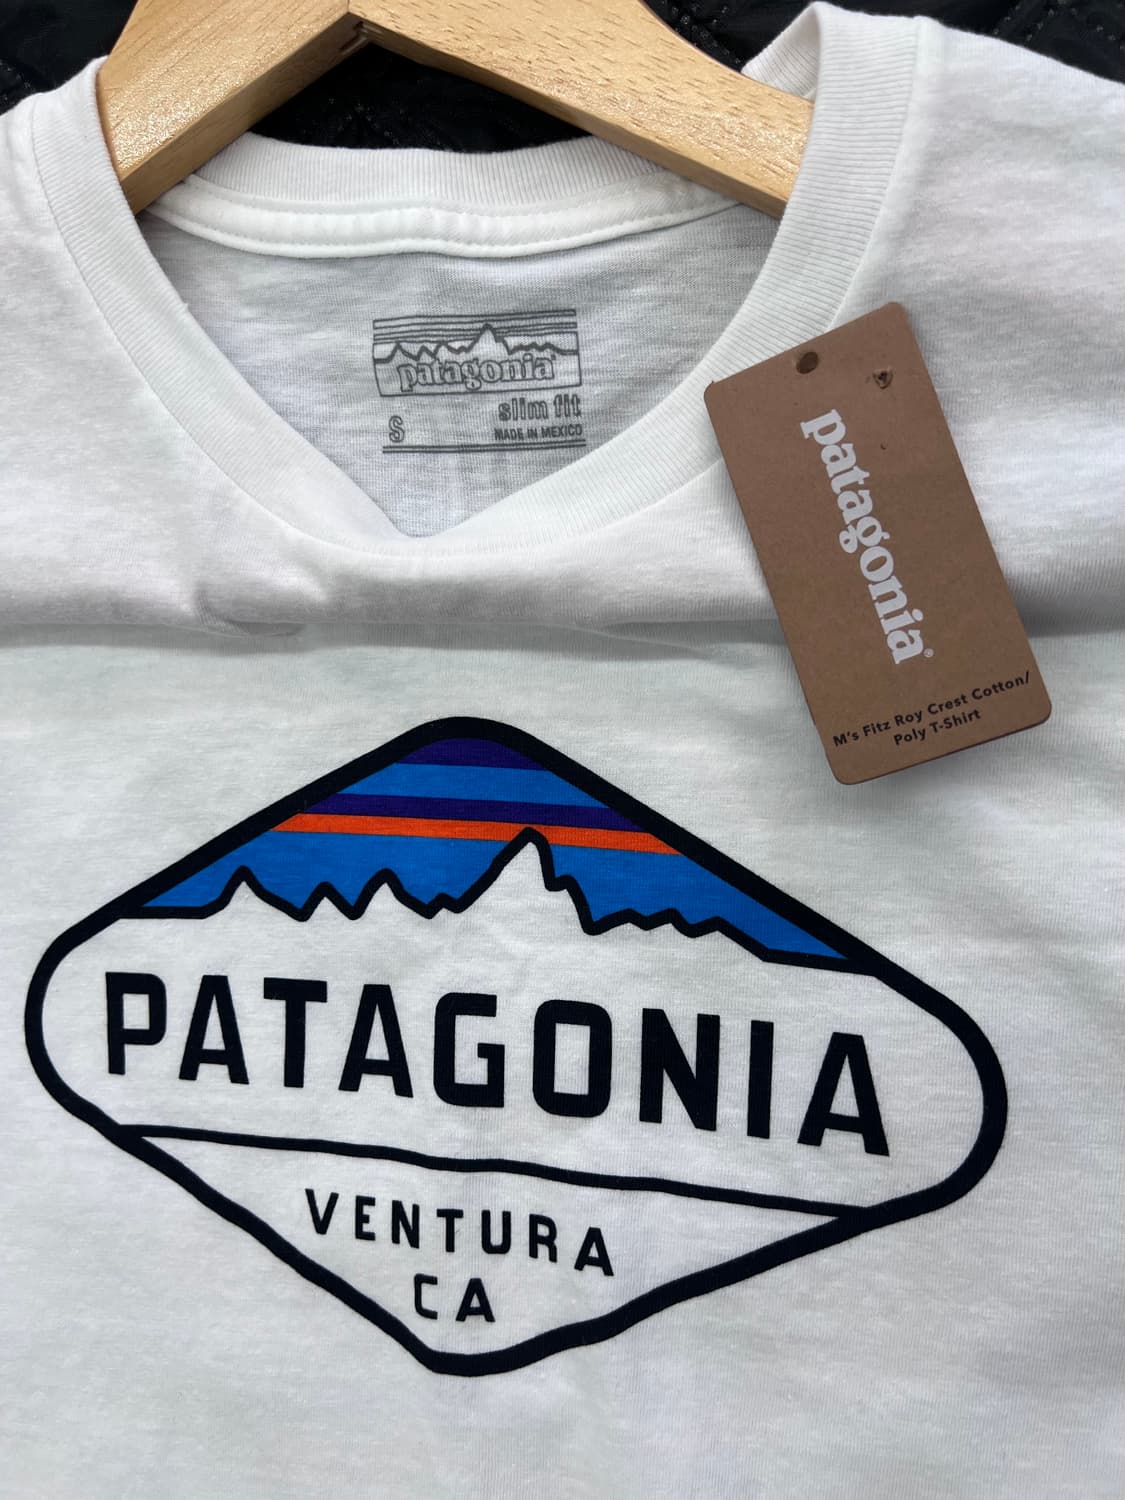 patagonia®
S slim fit
MADE IN MEXICO
patagonia®
M's Fitz Roy Crest Cotton/
Poly T-Shirt
PATAGONIA
VENTURA
CA